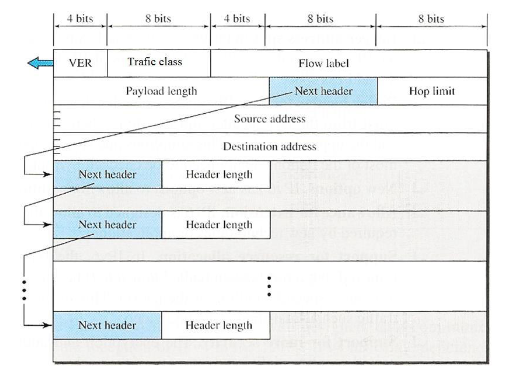 4 bits 8 bits 4 bits 8 bits 8 bits
VER Trafic class Flow label
Payload length Next header Hop limit
Source address
Destination address
Next header Header length
Next header Header length
Next header Header length